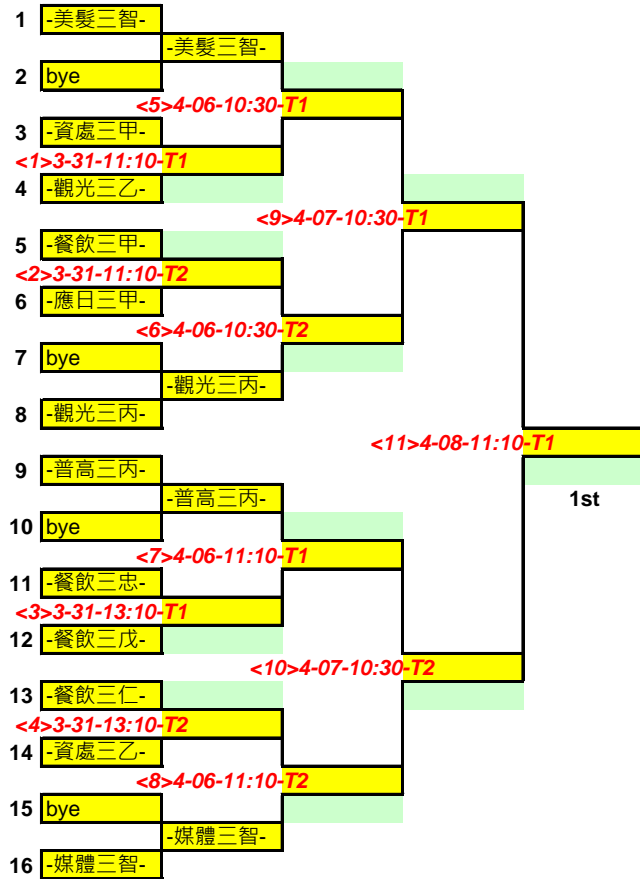 1 -美髮三智-
-美髮三智-
2 bye
<5>4-06-10:30-T1
3 -資處三甲-
<1>3-31-11:10-T1
4 -觀光三乙-
<9>4-07-10:30-T1
5 -餐飲三甲-
<2>3-31-11:10-T2
6 -應日三甲-
<6>4-06-10:30-T2
7 bye
-觀光三丙-
8 -觀光三丙-
<11>4-08-11:10-T1
9 -普高三丙-
-普高三丙-
1st
10 bye
<7>4-06-11:10-T1
11 -餐飲三忠-
<3>3-31-13:10-T1
12 -餐飲三戊-
<10>4-07-10:30-T2
13 -餐飲三仁-
<4>3-31-13:10-T2
14 -資處三乙-
<8>4-06-11:10-T2
15 bye
-媒體三智-
16 -媒體三智-